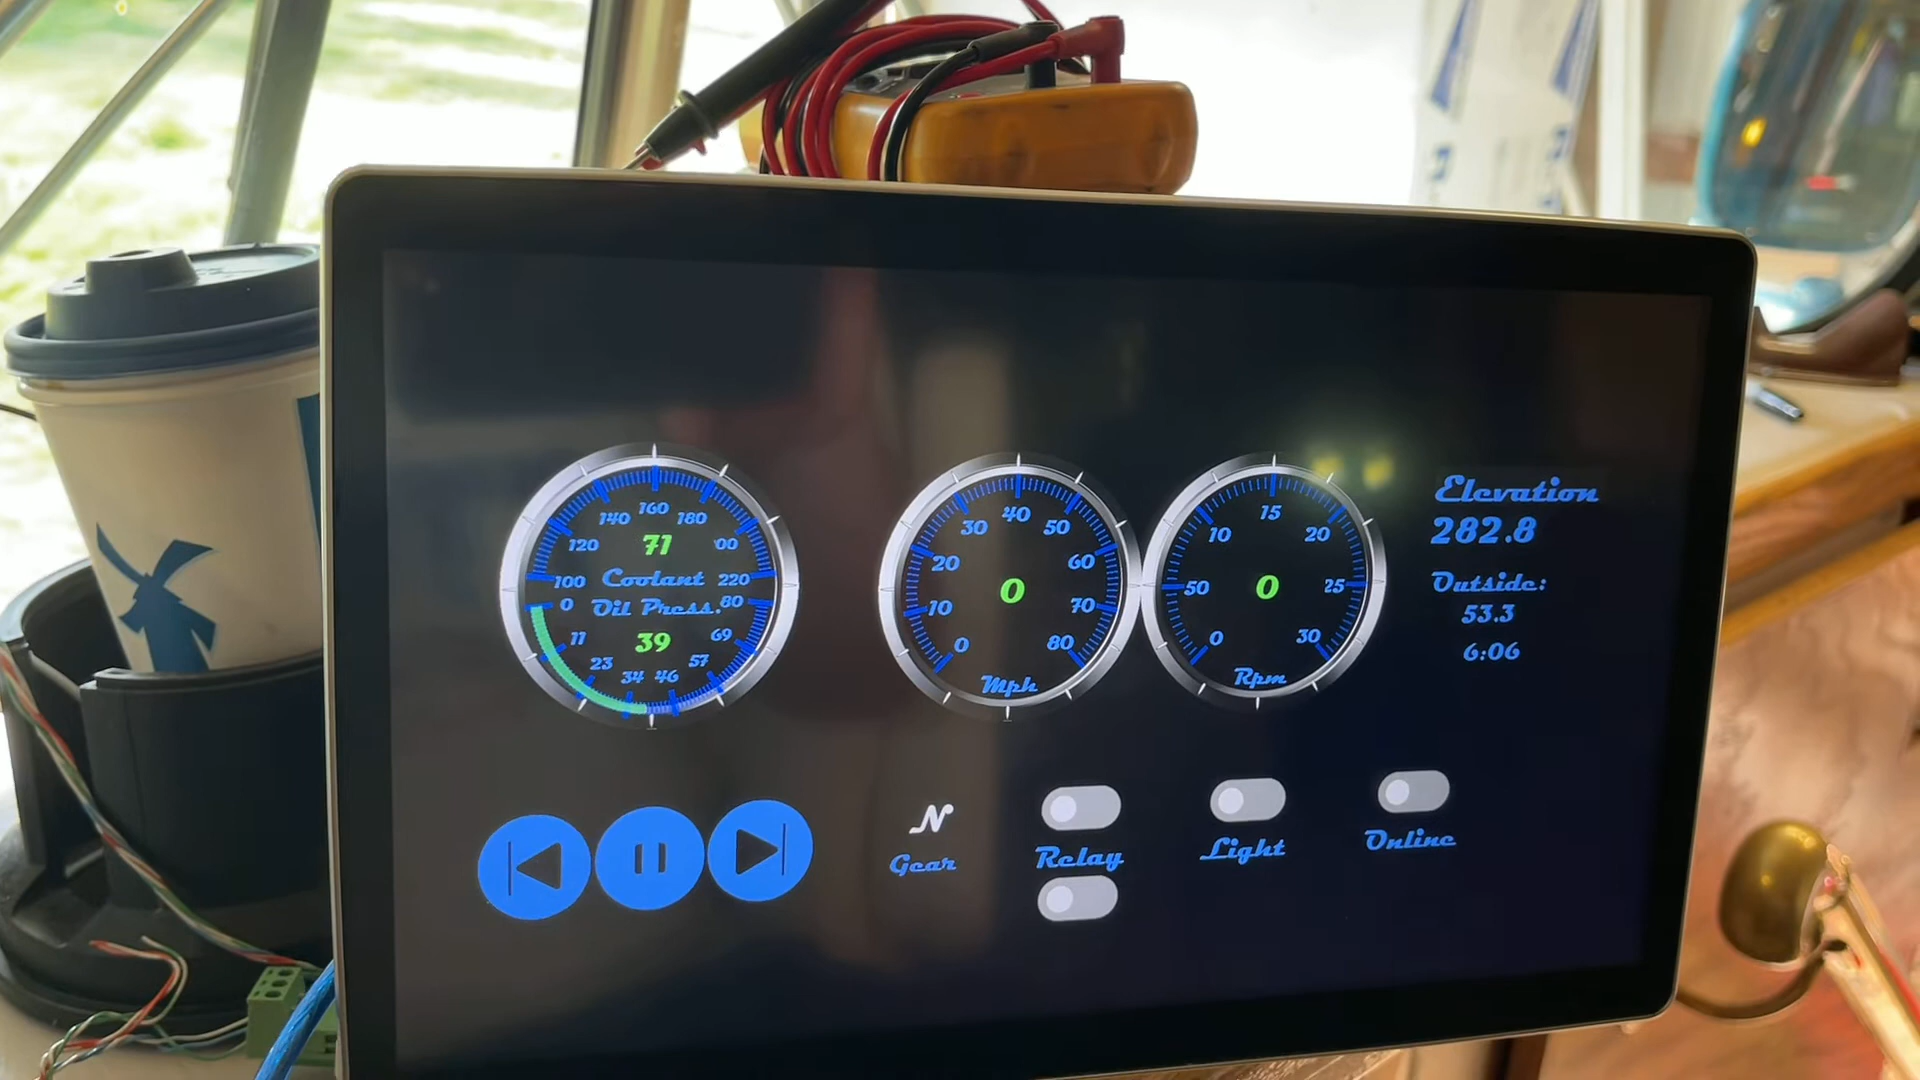 140 160 180
120 71 00
100 Coolant 220
0 Oil Press. 80
11 39 69
23 34 46 57
30 40 50
20 60
10 0 70
0 80
Mph
10 15 20
50 0 25
0 30
Rpm
Elevation
282.8
Outside:
53.3
6:06
N
Gear
Relay
Light
Online